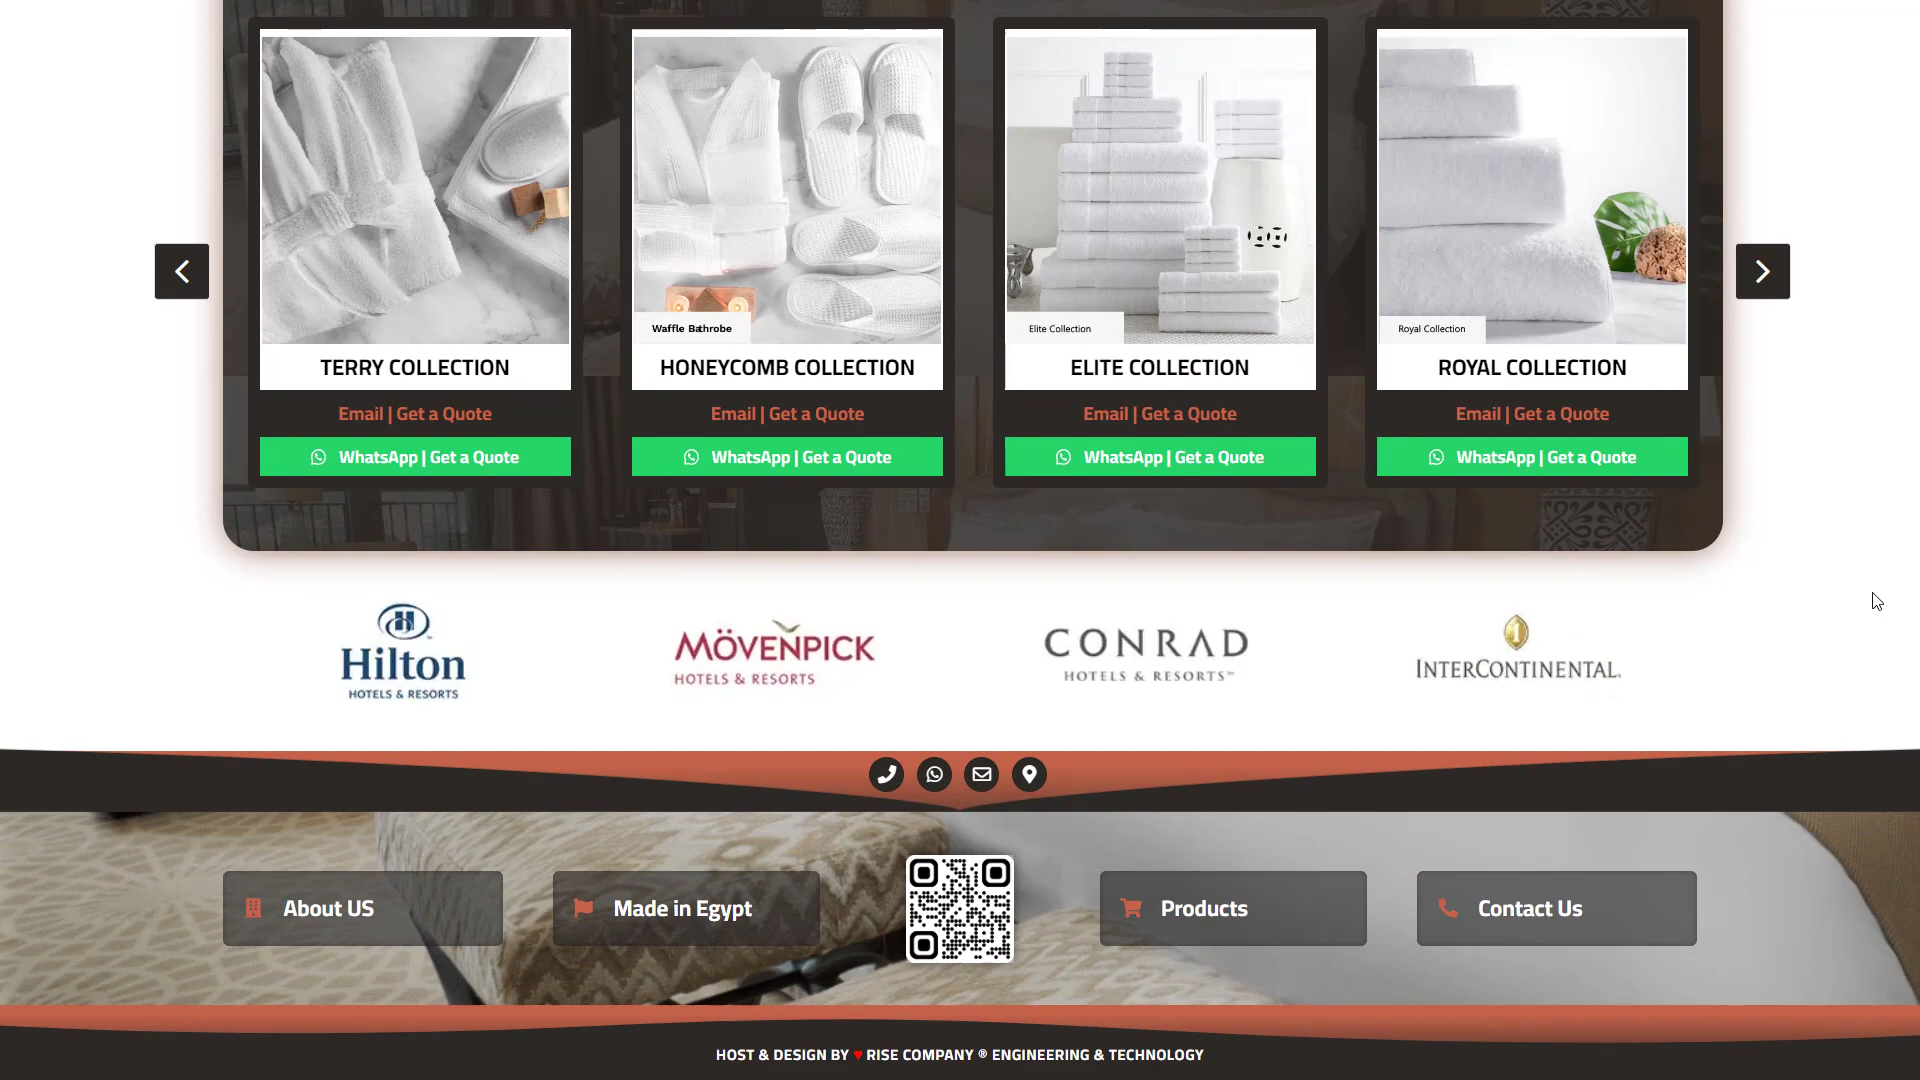 Waffle Bathrobe
Elite Collection
Royal Collection
TERRY COLLECTION
HONEYCOMB COLLECTION
ELITE COLLECTION
ROYAL COLLECTION
Email | Get a Quote
Email | Get a Quote
Email | Get a Quote
Email | Get a Quote
WhatsApp | Get a Quote
WhatsApp | Get a Quote
WhatsApp | Get a Quote
WhatsApp | Get a Quote
H
Hilton
HOTELS & RESORTS
MÖVENPICK
HOTELS & RESORTS
CONRAD
HOTELS & RESORTS™
INTERCONTINENTAL.
About US
Made in Egypt
Products
Contact Us
HOST & DESIGN BY ♥ RISE COMPANY ® ENGINEERING & TECHNOLOGY